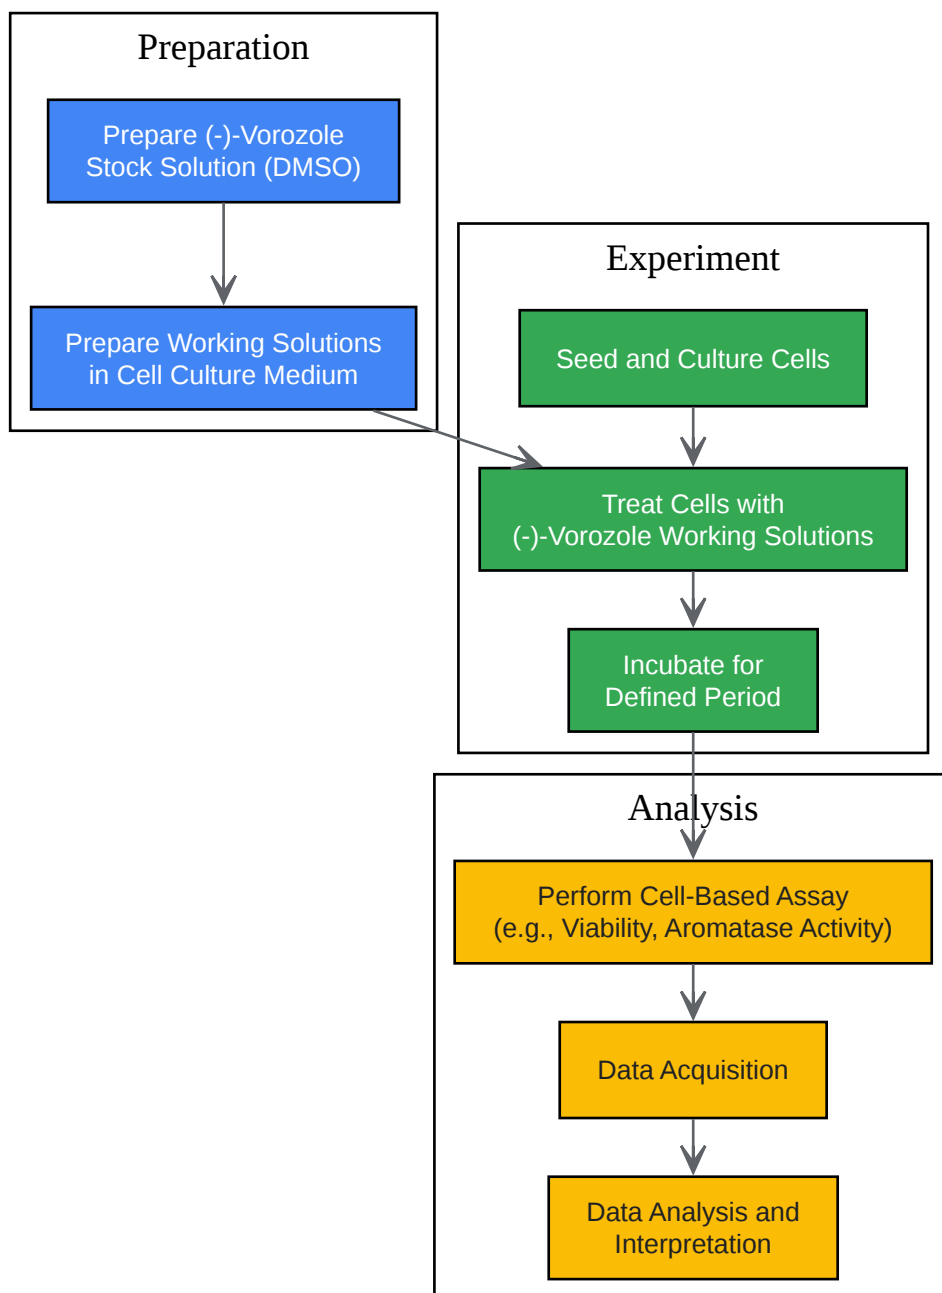 Preparation
Prepare (-)-Vorozole
Stock Solution (DMSO)
Prepare Working Solutions
in Cell Culture Medium
Experiment
Seed and Culture Cells
Treat Cells with
(-)-Vorozole Working Solutions
Incubate for
Defined Period
Analysis
Perform Cell-Based Assay
(e.g., Viability, Aromatase Activity)
Data Acquisition
Data Analysis and
Interpretation